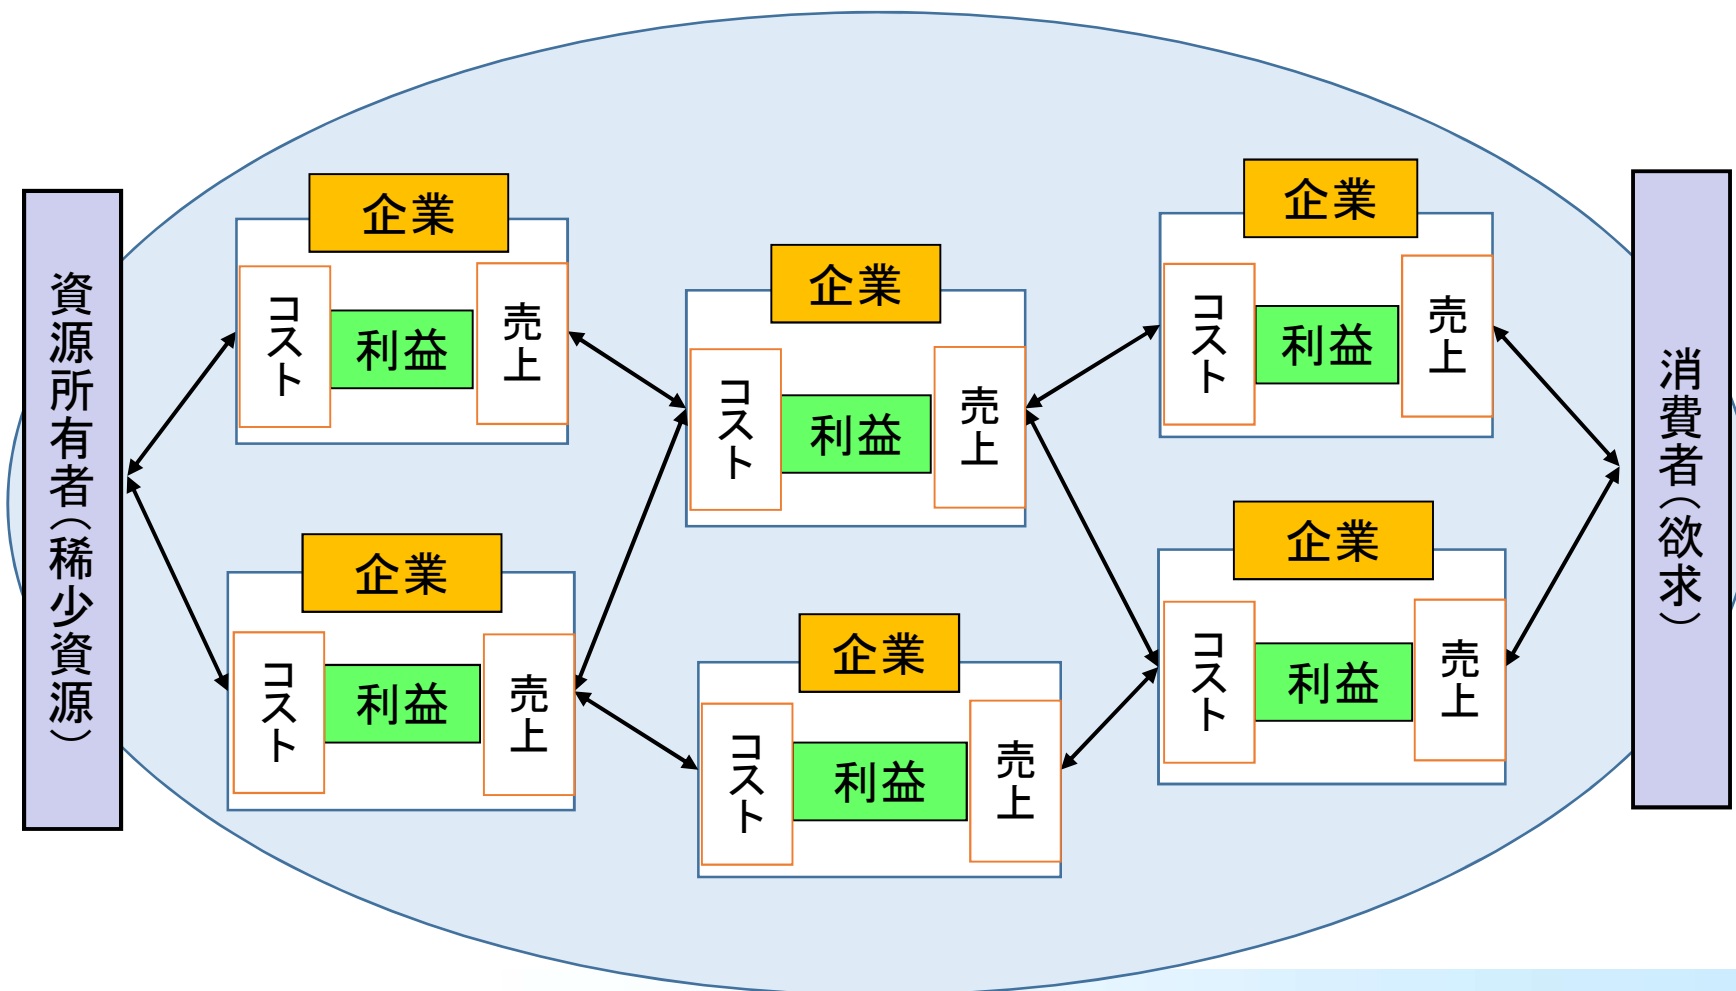 資源所有者（稀少資源）
企業
コスト
利益
売上
企業
コスト
利益
売上
企業
コスト
利益
売上
企業
コスト
利益
売上
企業
コスト
利益
売上
企業
コスト
利益
売上
消費者（欲求）